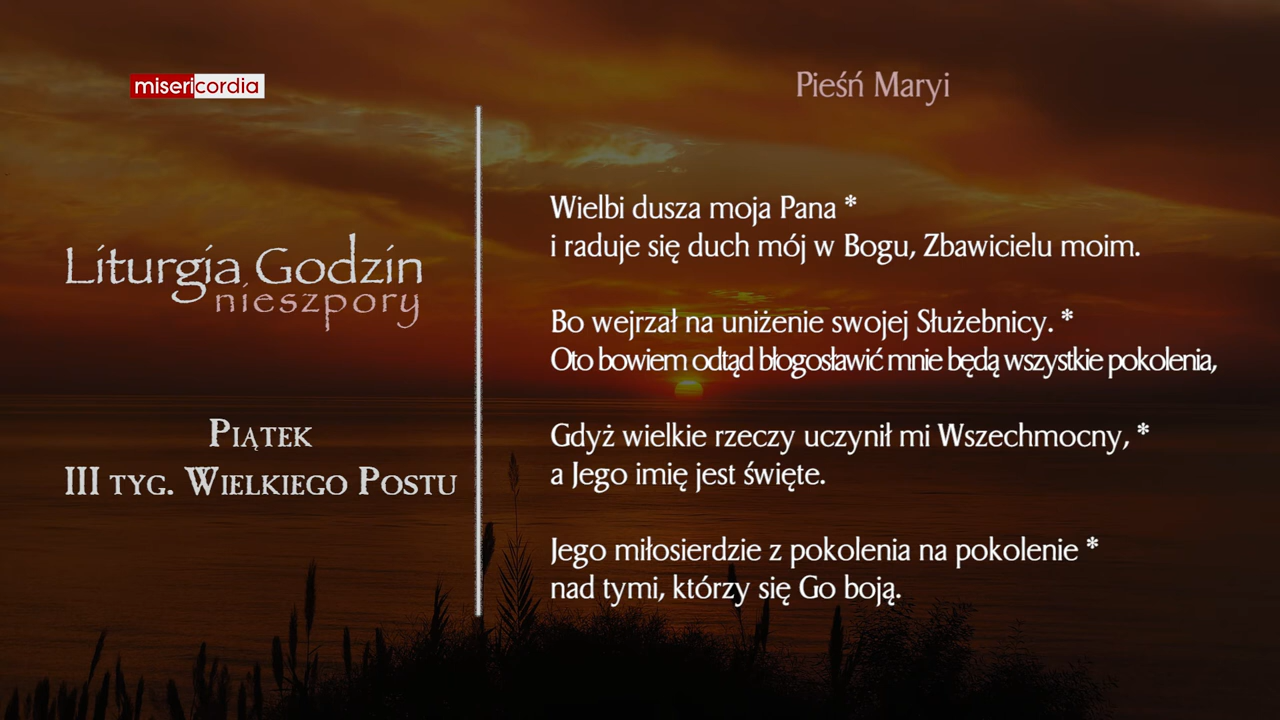 misericordia
Liturgia Godzin
nieszpory
Piątek
III tyg. Wielkiego Postu
Pieśń Maryi
Wielbi dusza moja Pana *
i raduje się duch mój w Bogu, Zbawicielu moim.
Bo wejrzał na uniżenie swojej Służebnicy. *
Oto bowiem odtąd błogosławić mnie będą wszystkie pokolenia,
Gdyż wielkie rzeczy uczynił mi Wszechmocny, *
a Jego imię jest święte.
Jego miłosierdzie z pokolenia na pokolenie *
nad tymi, którzy się Go boją.